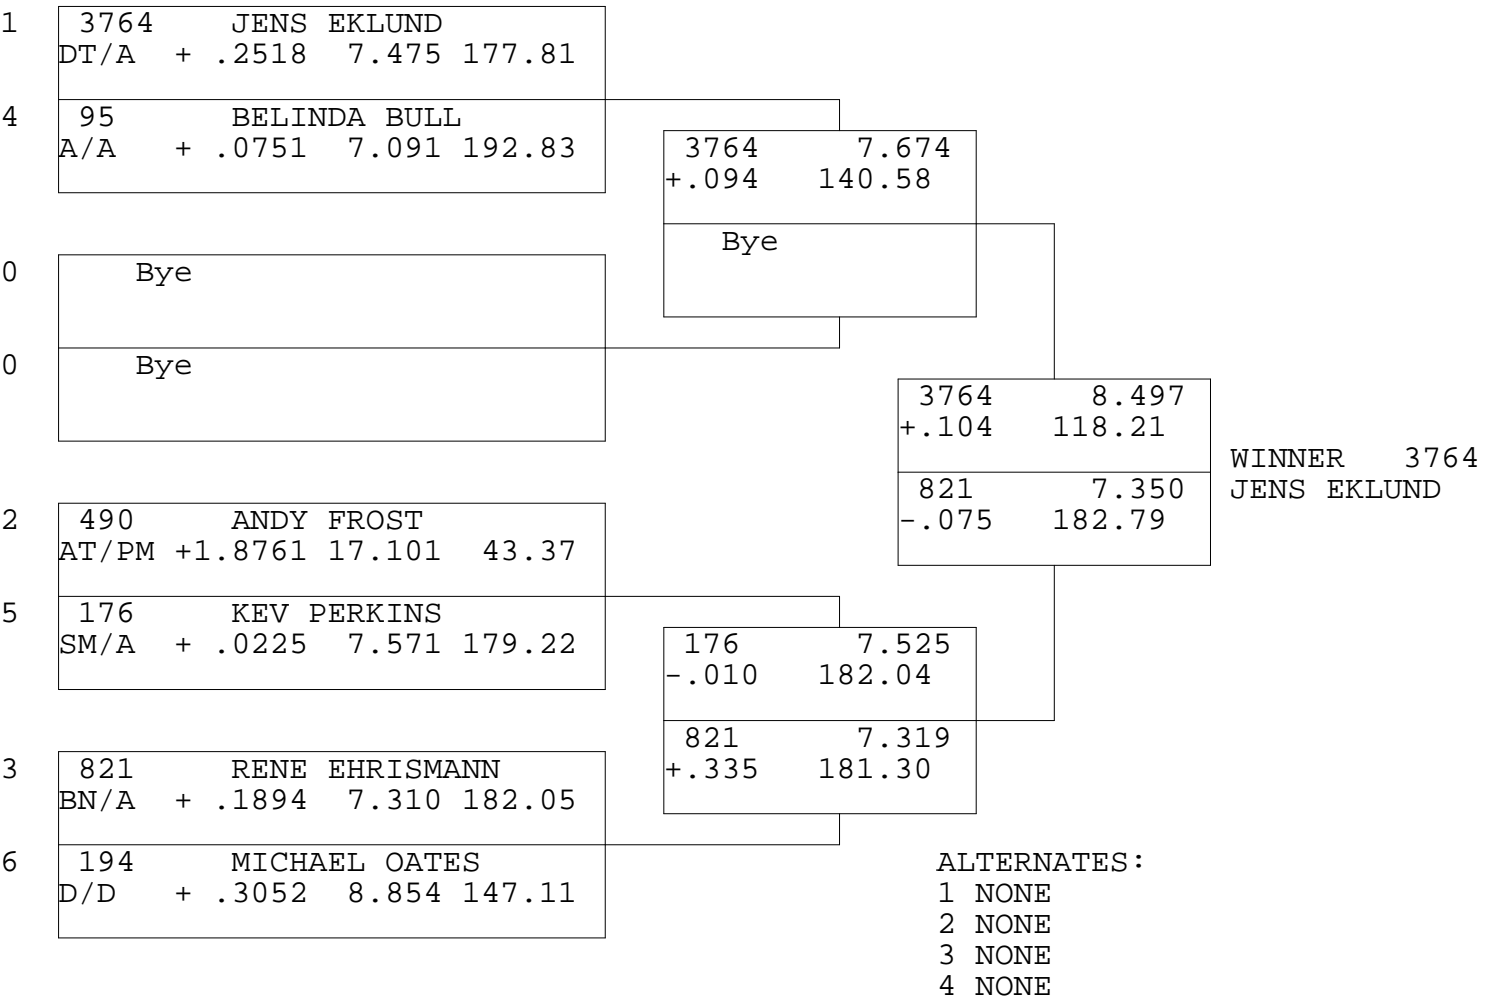 1 3764 JENS EKLUND
DT/A + .2518 7.475 177.81
4 95 BELINDA BULL
A/A + .0751 7.091 192.83
3764 7.674
+.094 140.58
Bye
0 Bye
0 Bye
3764 8.497
+.104 118.21
821 7.350
-.075 182.79
WINNER 3764
JENS EKLUND
2 490 ANDY FROST
AT/PM +1.8761 17.101 43.37
5 176 KEV PERKINS
SM/A + .0225 7.571 179.22
176 7.525
-.010 182.04
821 7.319
+.335 181.30
3 821 RENE EHRISMANN
BN/A + .1894 7.310 182.05
6 194 MICHAEL OATES
D/D + .3052 8.854 147.11
ALTERNATES:
1 NONE
2 NONE
3 NONE
4 NONE